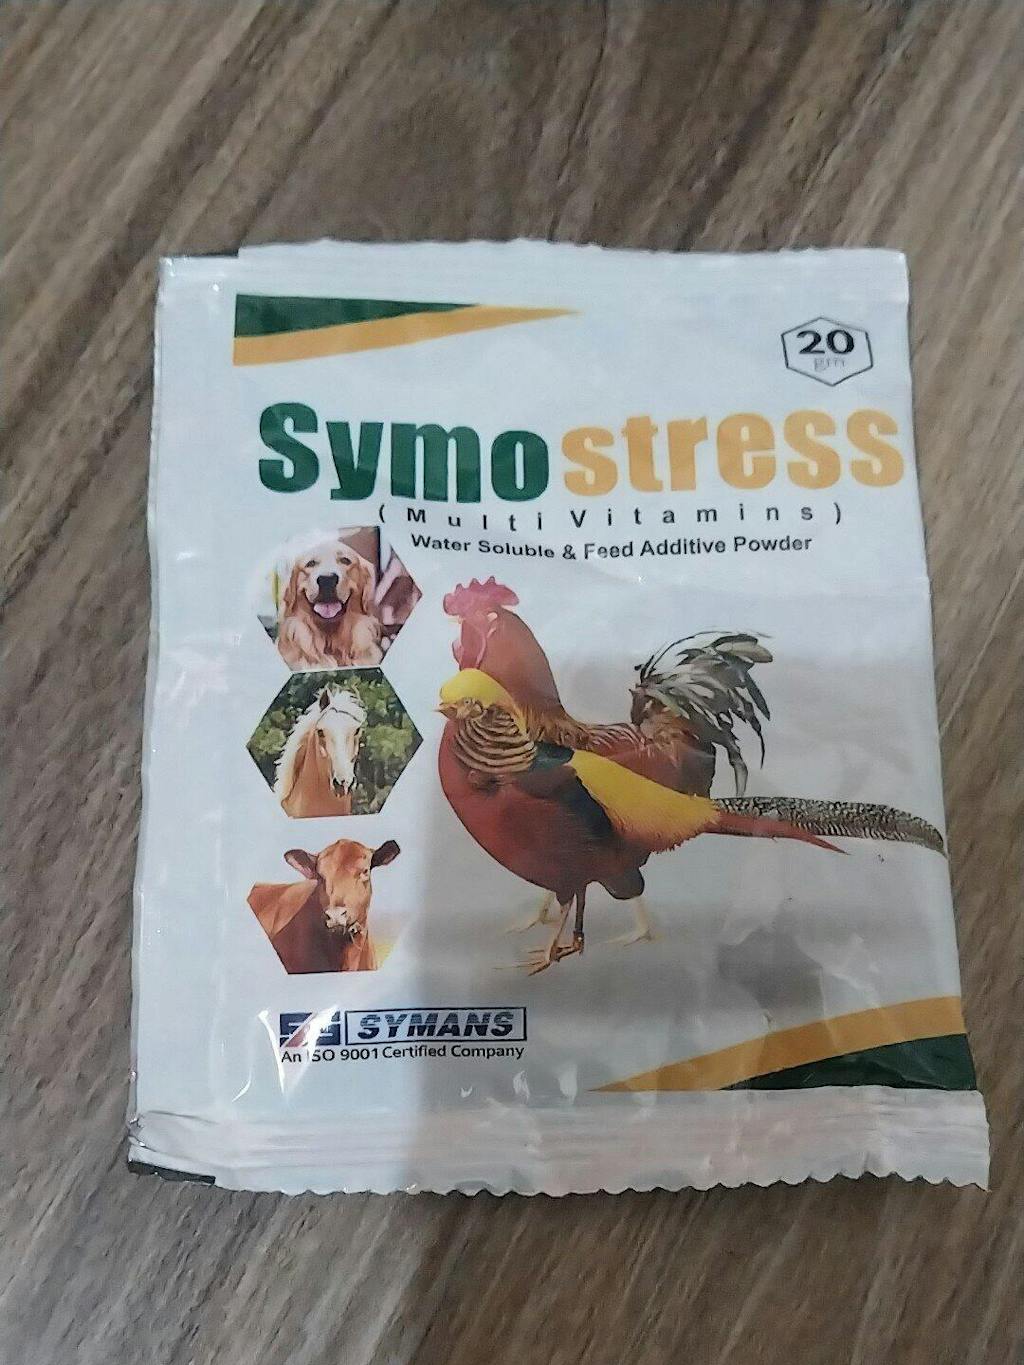 20
gm
Symostress
(Multi Vitamins)
Water Soluble & Feed Additive Powder
SYMANS
An ISO 9001 Certified Company